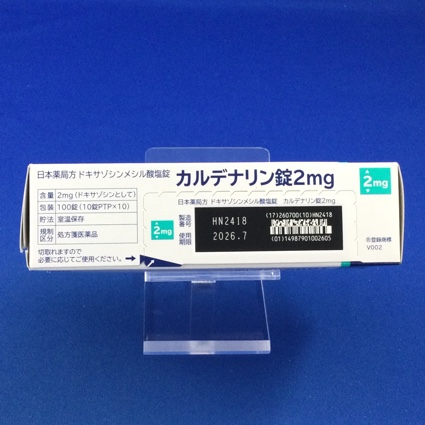 日本薬局方 ドキサゾシンメシル酸塩錠 カルデナリン錠2mg
2mg
含量 2mg(ドキサゾシンとして)
包装 100錠(10錠PTP×10)
貯法 室温保存
規制区分 処方箋医薬品
切取れますので
必要に応じてご使用ください。
2mg
日本薬局方 ドキサゾシンメシル酸塩錠 カルデナリン錠2mg
製造番号 HN2418
使用期限 2026.7
(17)260700(10)HN2418
(01)14987901002605
®登録商標
V002